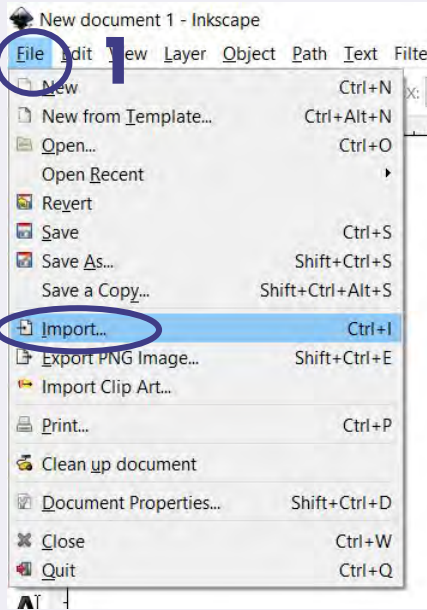 New document 1 - Inkscape
File Edit View Layer Object Path Text Filte
1
New Ctrl+N
X:
New from Template... Ctrl+Alt+N
Open... Ctrl+O
Open Recent
Revert
Save Ctrl+S
Save As... Shift+Ctrl+S
Save a Copy... Shift+Ctrl+Alt+S
Import... Ctrl+I
Export PNG Image... Shift+Ctrl+E
Import Clip Art...
Print... Ctrl+P
Clean up document
Document Properties... Shift+Ctrl+D
Close Ctrl+W
Quit Ctrl+Q
A